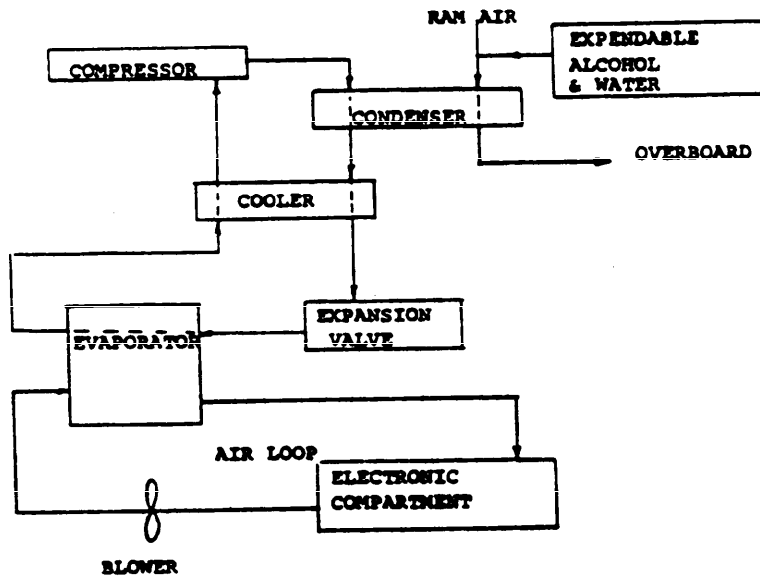 RAM AIR
EXPENDABLE
ALCOHOL
& WATER
COMPRESSOR
CONDENSER
OVERBOARD
COOLER
EXPANSION
VALVE
EVAPORATOR
AIR LOOP
ELECTRONIC
COMPARTMENT
BLOWER